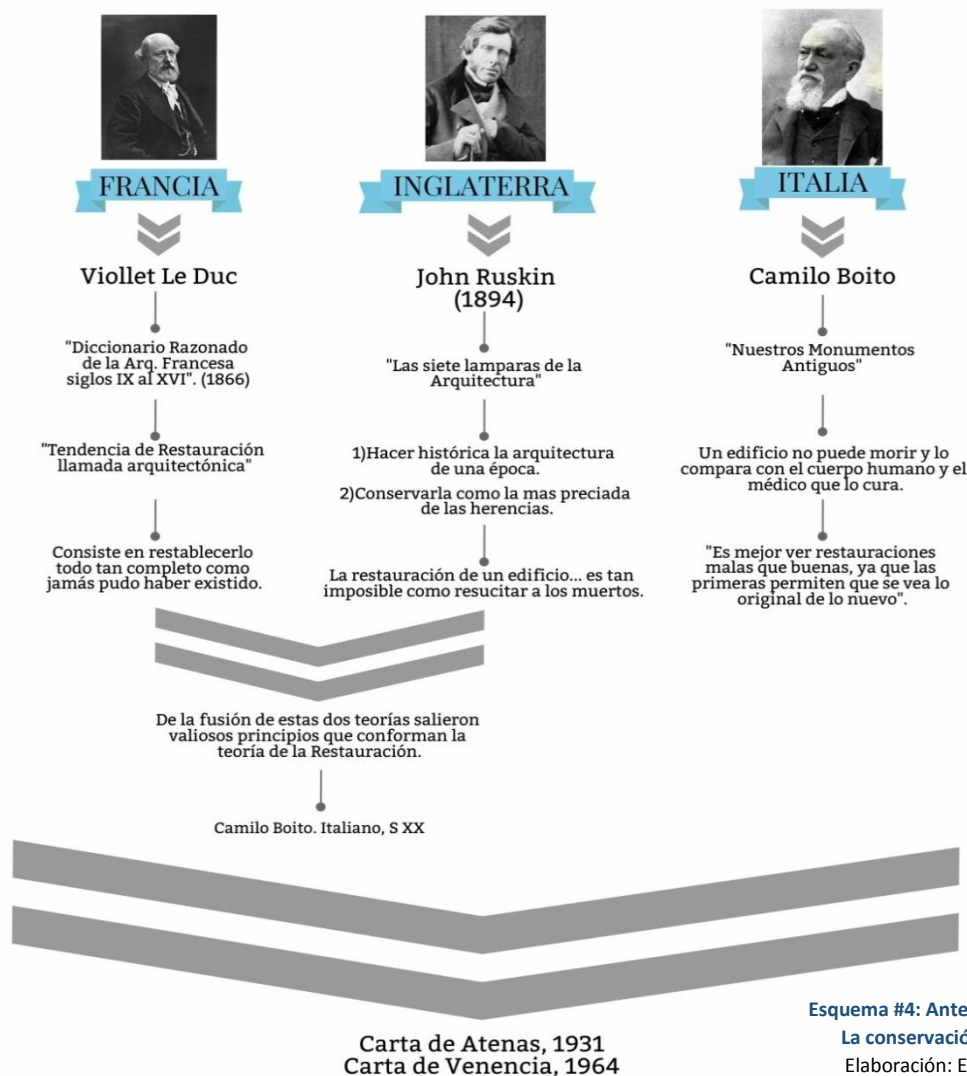 FRANCIA
Viollet Le Duc
"Diccionario Razonado
de la Arq. Francesa
siglos IX al XVI". (1866)
"Tendencia de Restauración
llamada arquitectónica"
Consiste en restablecerlo
todo tan completo como
jamás pudo haber existido.
INGLATERRA
John Ruskin
(1894)
"Las siete lamparas de la
Arquitectura"
1)Hacer histórica la arquitectura
de una época.
2)Conservarla como la mas preciada
de las herencias.
La restauración de un edificio... es tan
imposible como resucitar a los muertos.
ITALIA
Camilo Boito
"Nuestros Monumentos
Antiguos"
Un edificio no puede morir y lo
compara con el cuerpo humano y el
médico que lo cura.
"Es mejor ver restauraciones
malas que buenas, ya que las
primeras permiten que se vea lo
original de lo nuevo".
De la fusión de estas dos teorías salieron
valiosos principios que conforman la
teoría de la Restauración.
Camilo Boito. Italiano, S XX
Carta de Atenas, 1931
Carta de Venencia, 1964
Esquema #4: Ante
La conservació
Elaboración: E